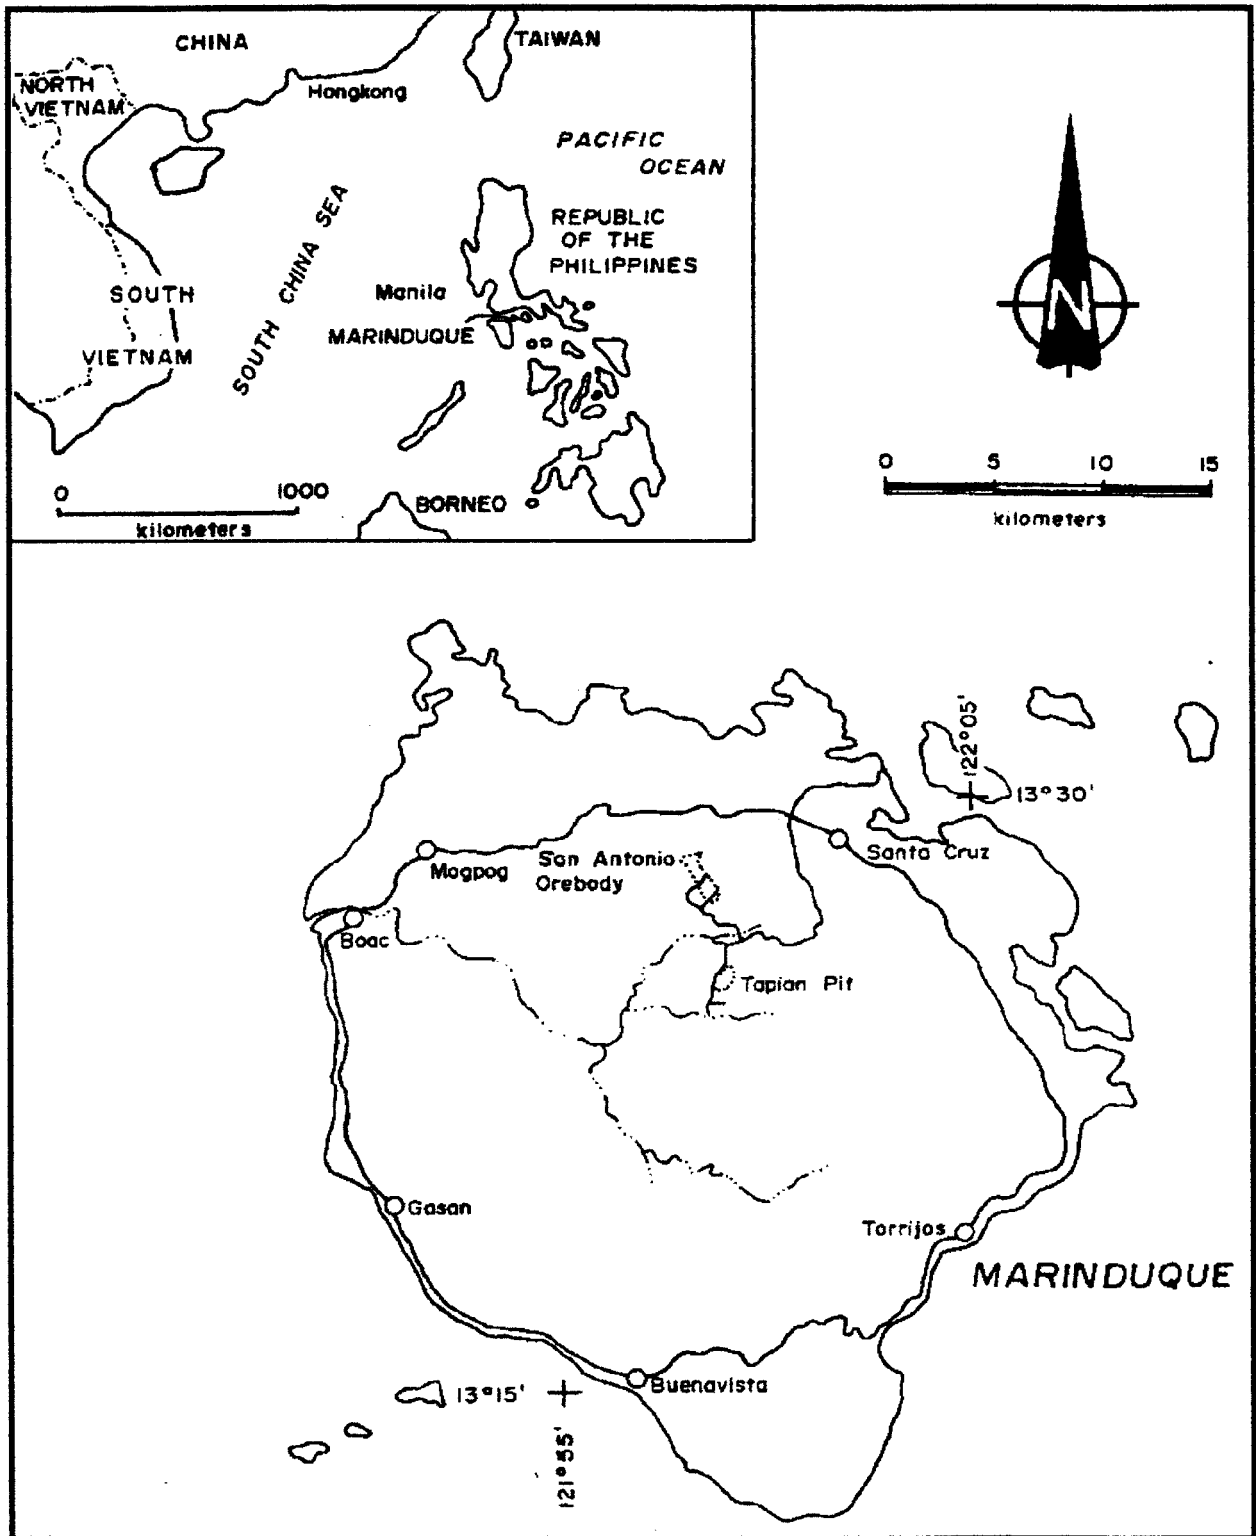 CHINA
TAIWAN
NORTH
VIETNAM
Hongkong
PACIFIC
OCEAN
SOUTH CHINA SEA
REPUBLIC
OF THE
PHILIPPINES
Manila
MARINDUQUE
SOUTH
VIETNAM
0 1000
kilometers
BORNEO
N
0 5 10 15
kilometers
122°05'
13°30'
Santa Cruz
Mogpog
San Antonio
Orebody
Boac
Tapian Pit
Gasan
Torrijos
MARINDUQUE
Buenavista
13°15'
121°55'